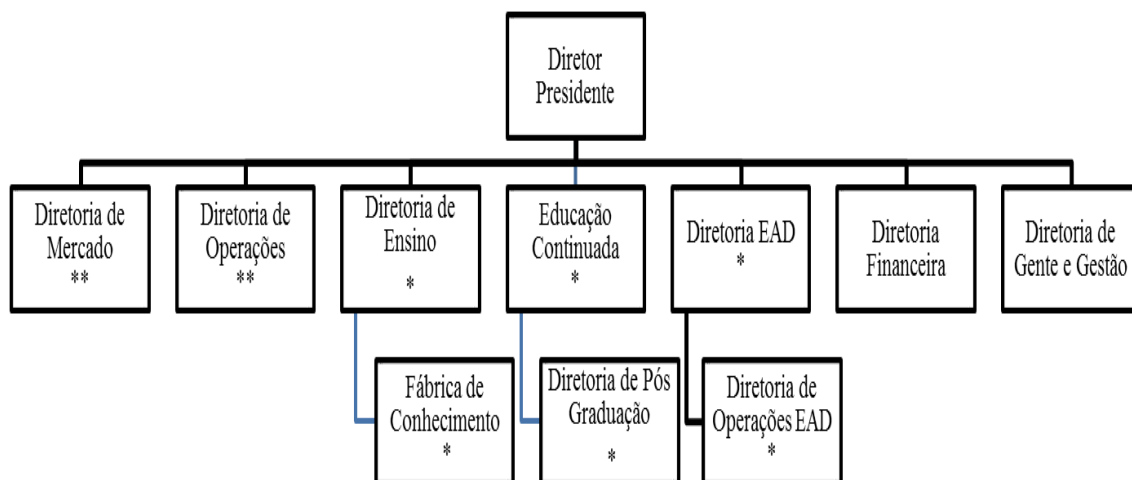 Diretor
Presidente
Diretoria de
Mercado
**
Diretoria de
Operações
**
Diretoria de
Ensino
*
Educação
Continuada
*
Diretoria EAD
*
Diretoria
Financeira
Diretoria de
Gente e Gestão
Fábrica de
Conhecimento
*
Diretoria de Pós
Graduação
*
Diretoria de
Operações EAD
*